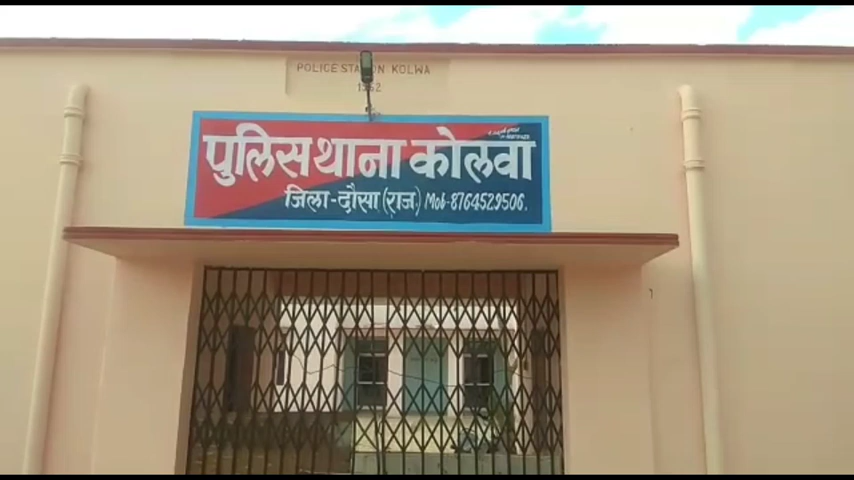 POLICE STATION KOLWA
1962
पुलिस थाना कोलवा
जिला-दौसा (राज.) Mob-8764529506.